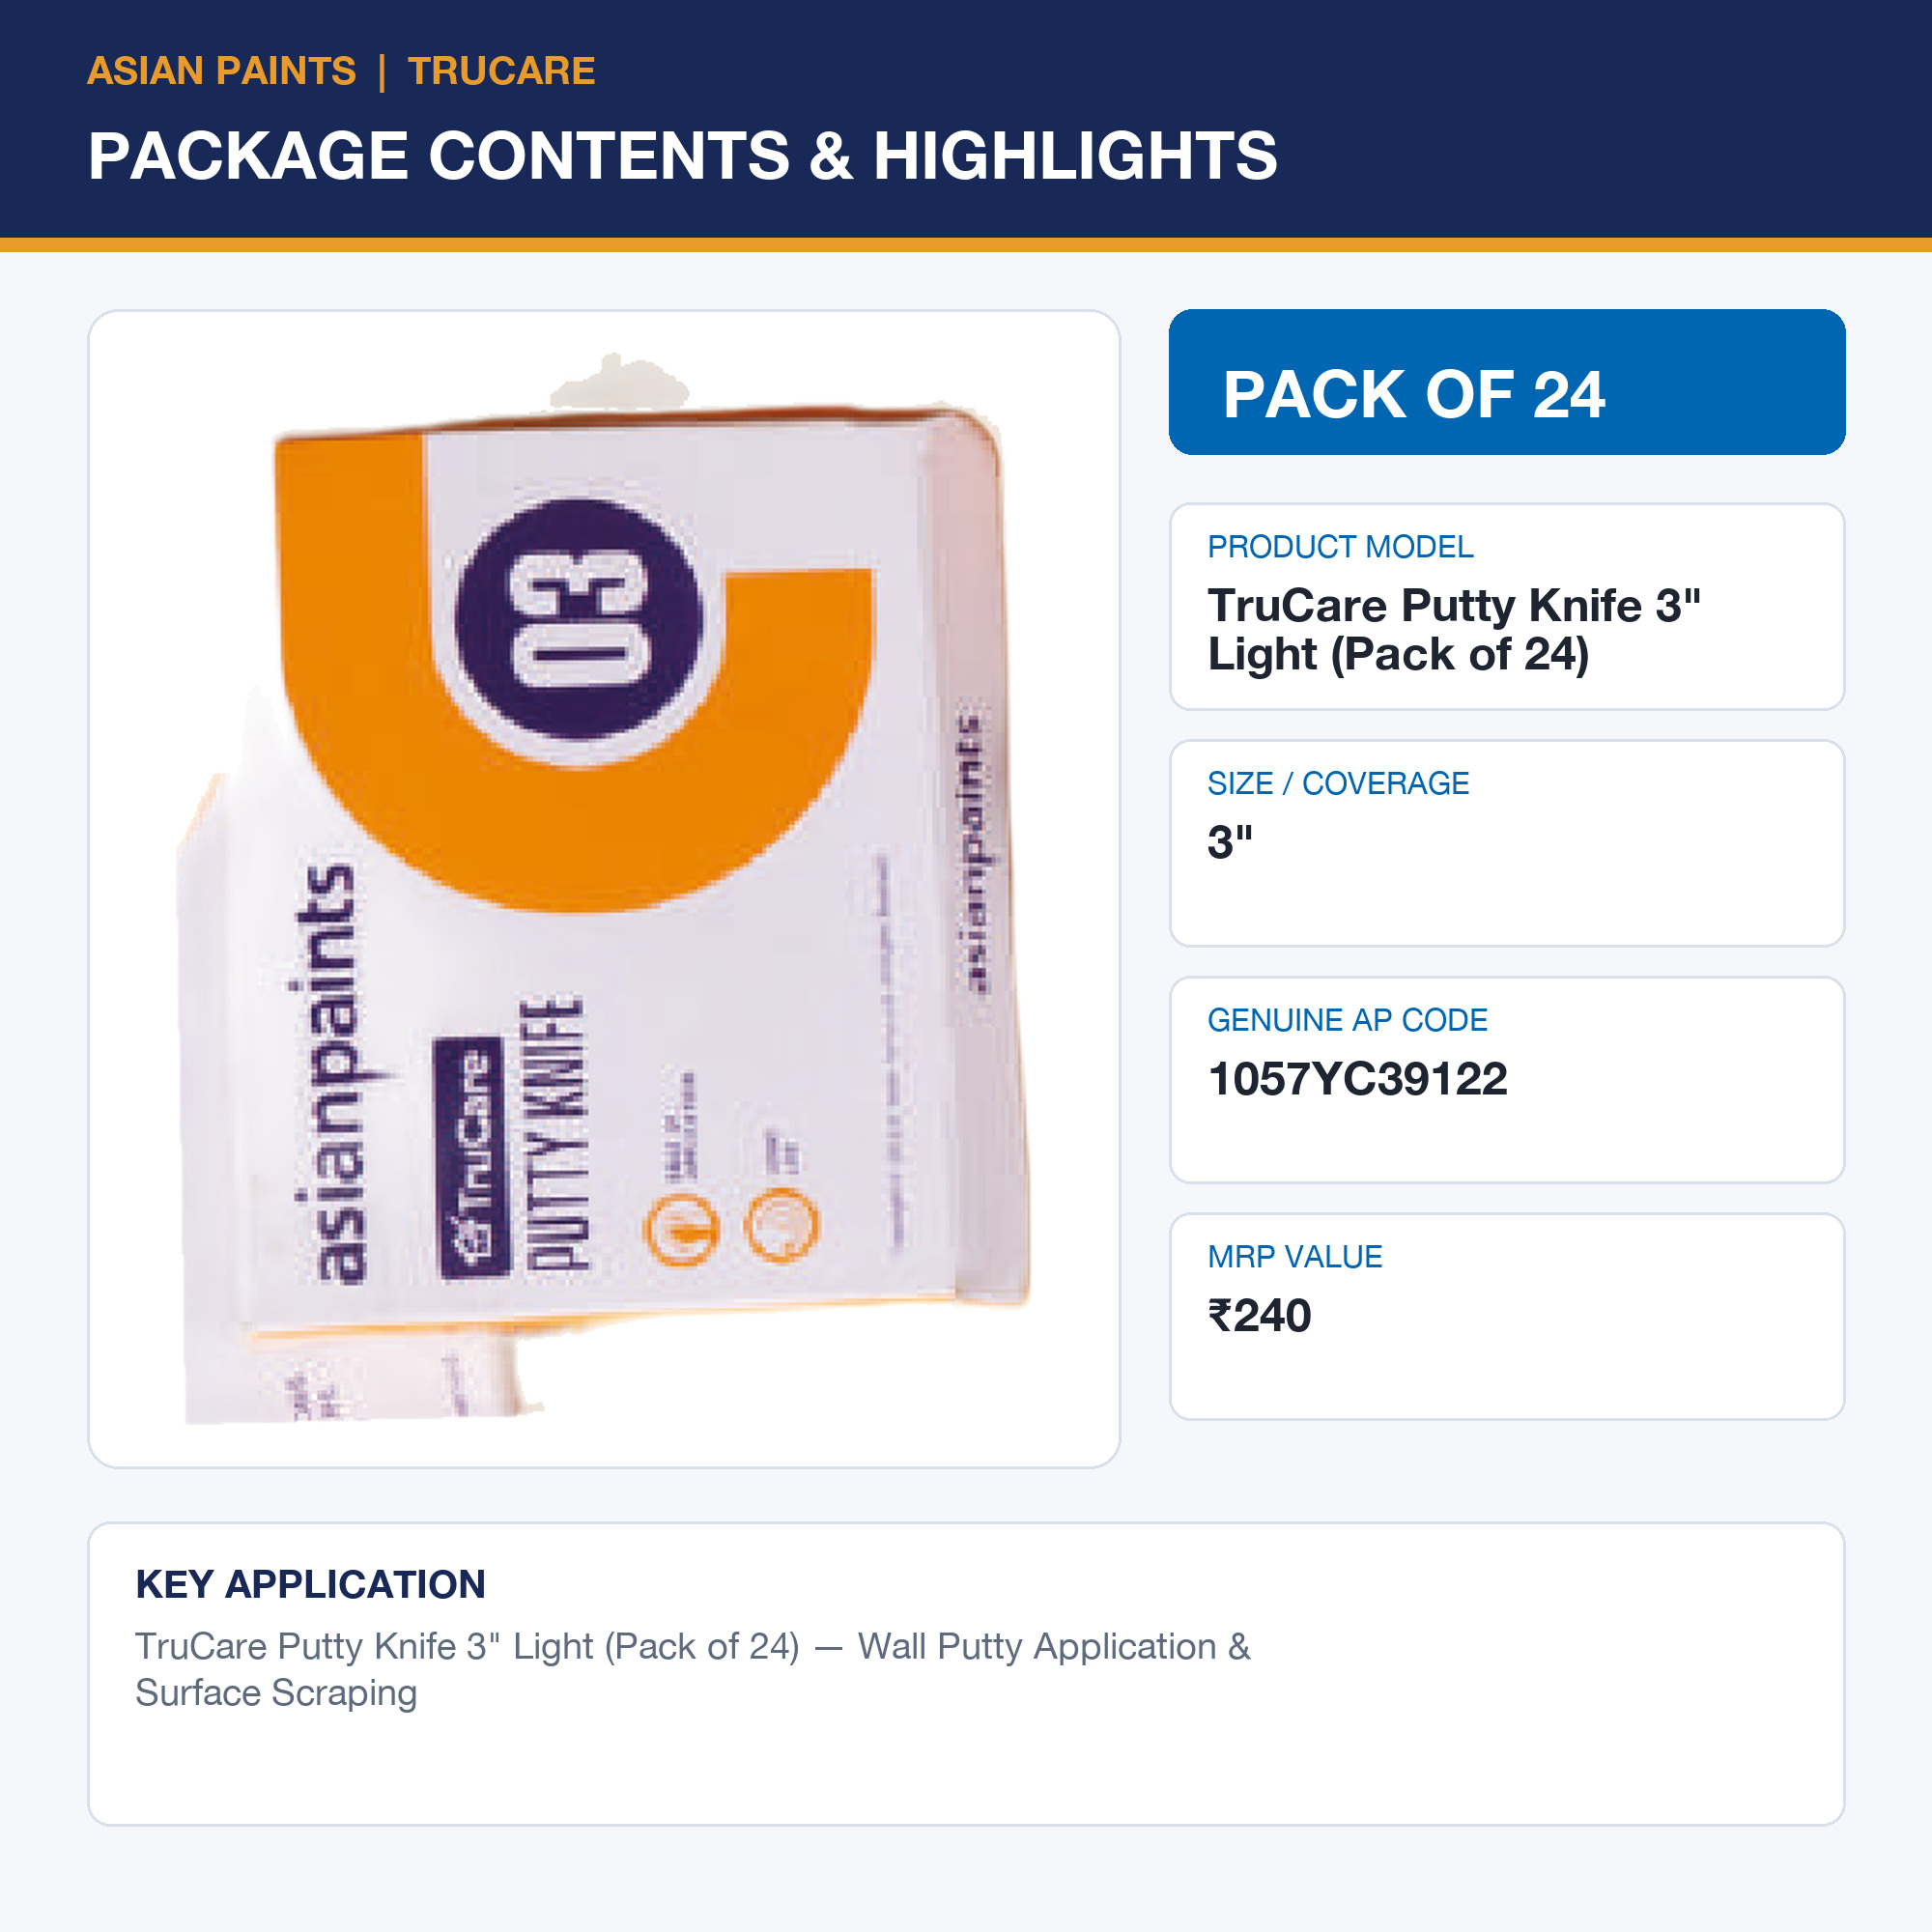 ASIAN PAINTS | TRUCARE
PACKAGE CONTENTS & HIGHLIGHTS
03
asianpaints
TruCare
PUTTY KNIFE
asianpaints
PACK OF 24
PRODUCT MODEL
TruCare Putty Knife 3"
Light (Pack of 24)
SIZE / COVERAGE
3"
GENUINE AP CODE
1057YC39122
MRP VALUE
₹240
KEY APPLICATION
TruCare Putty Knife 3" Light (Pack of 24) — Wall Putty Application &
Surface Scraping